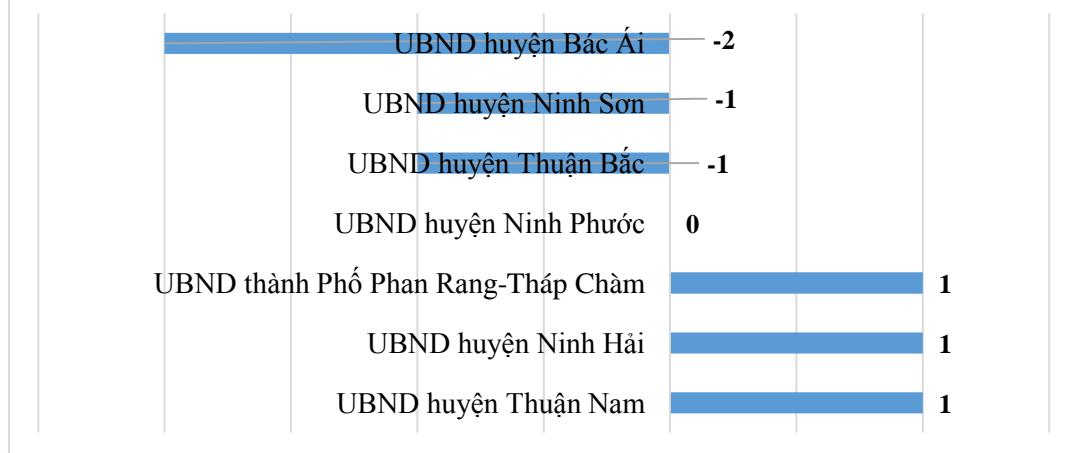 UBND huyện Bác Ái -2
UBND huyện Ninh Sơn -1
UBND huyện Thuận Bắc -1
UBND huyện Ninh Phước 0
UBND thành Phố Phan Rang-Tháp Chàm 1
UBND huyện Ninh Hải 1
UBND huyện Thuận Nam 1